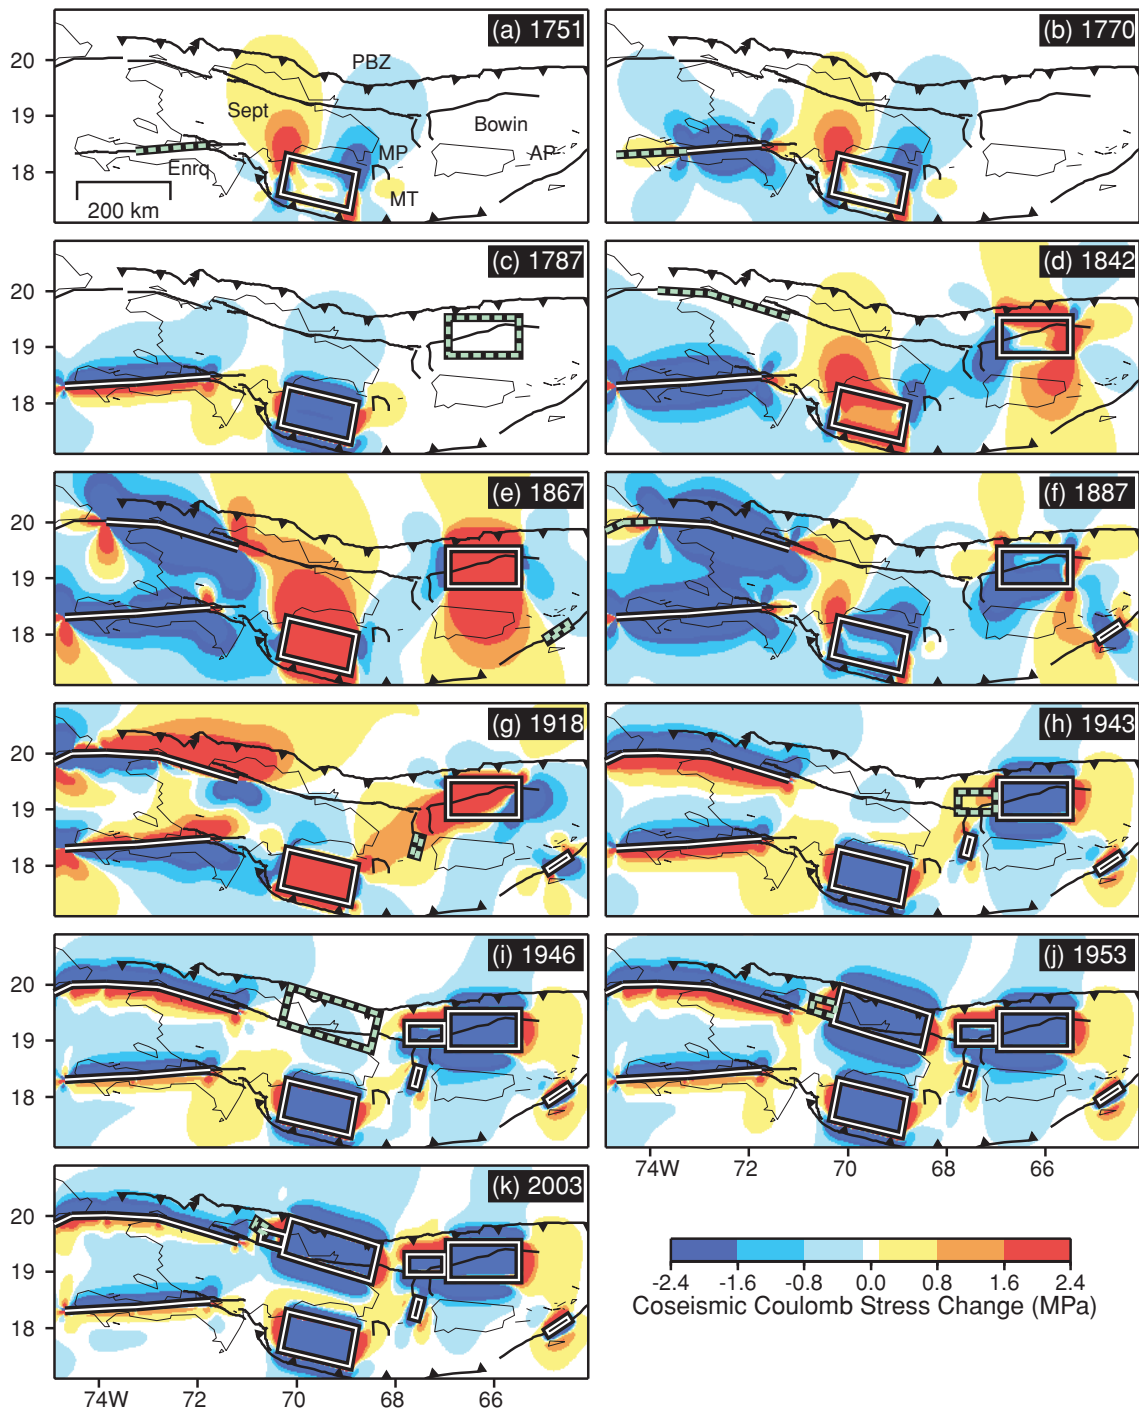 (a) 1751
(b) 1770
20
19
18
PBZ
Sept
Bowin
Enrq
MP
AP
MT
200 km
(c) 1787
(d) 1842
20
19
18
(e) 1867
(f) 1887
20
19
18
(g) 1918
(h) 1943
20
19
18
(i) 1946
(j) 1953
20
19
18
74W 72 70 68 66
(k) 2003
20
19
18
74W 72 70 68 66
-2.4 -1.6 -0.8 0.0 0.8 1.6 2.4
Coseismic Coulomb Stress Change (MPa)